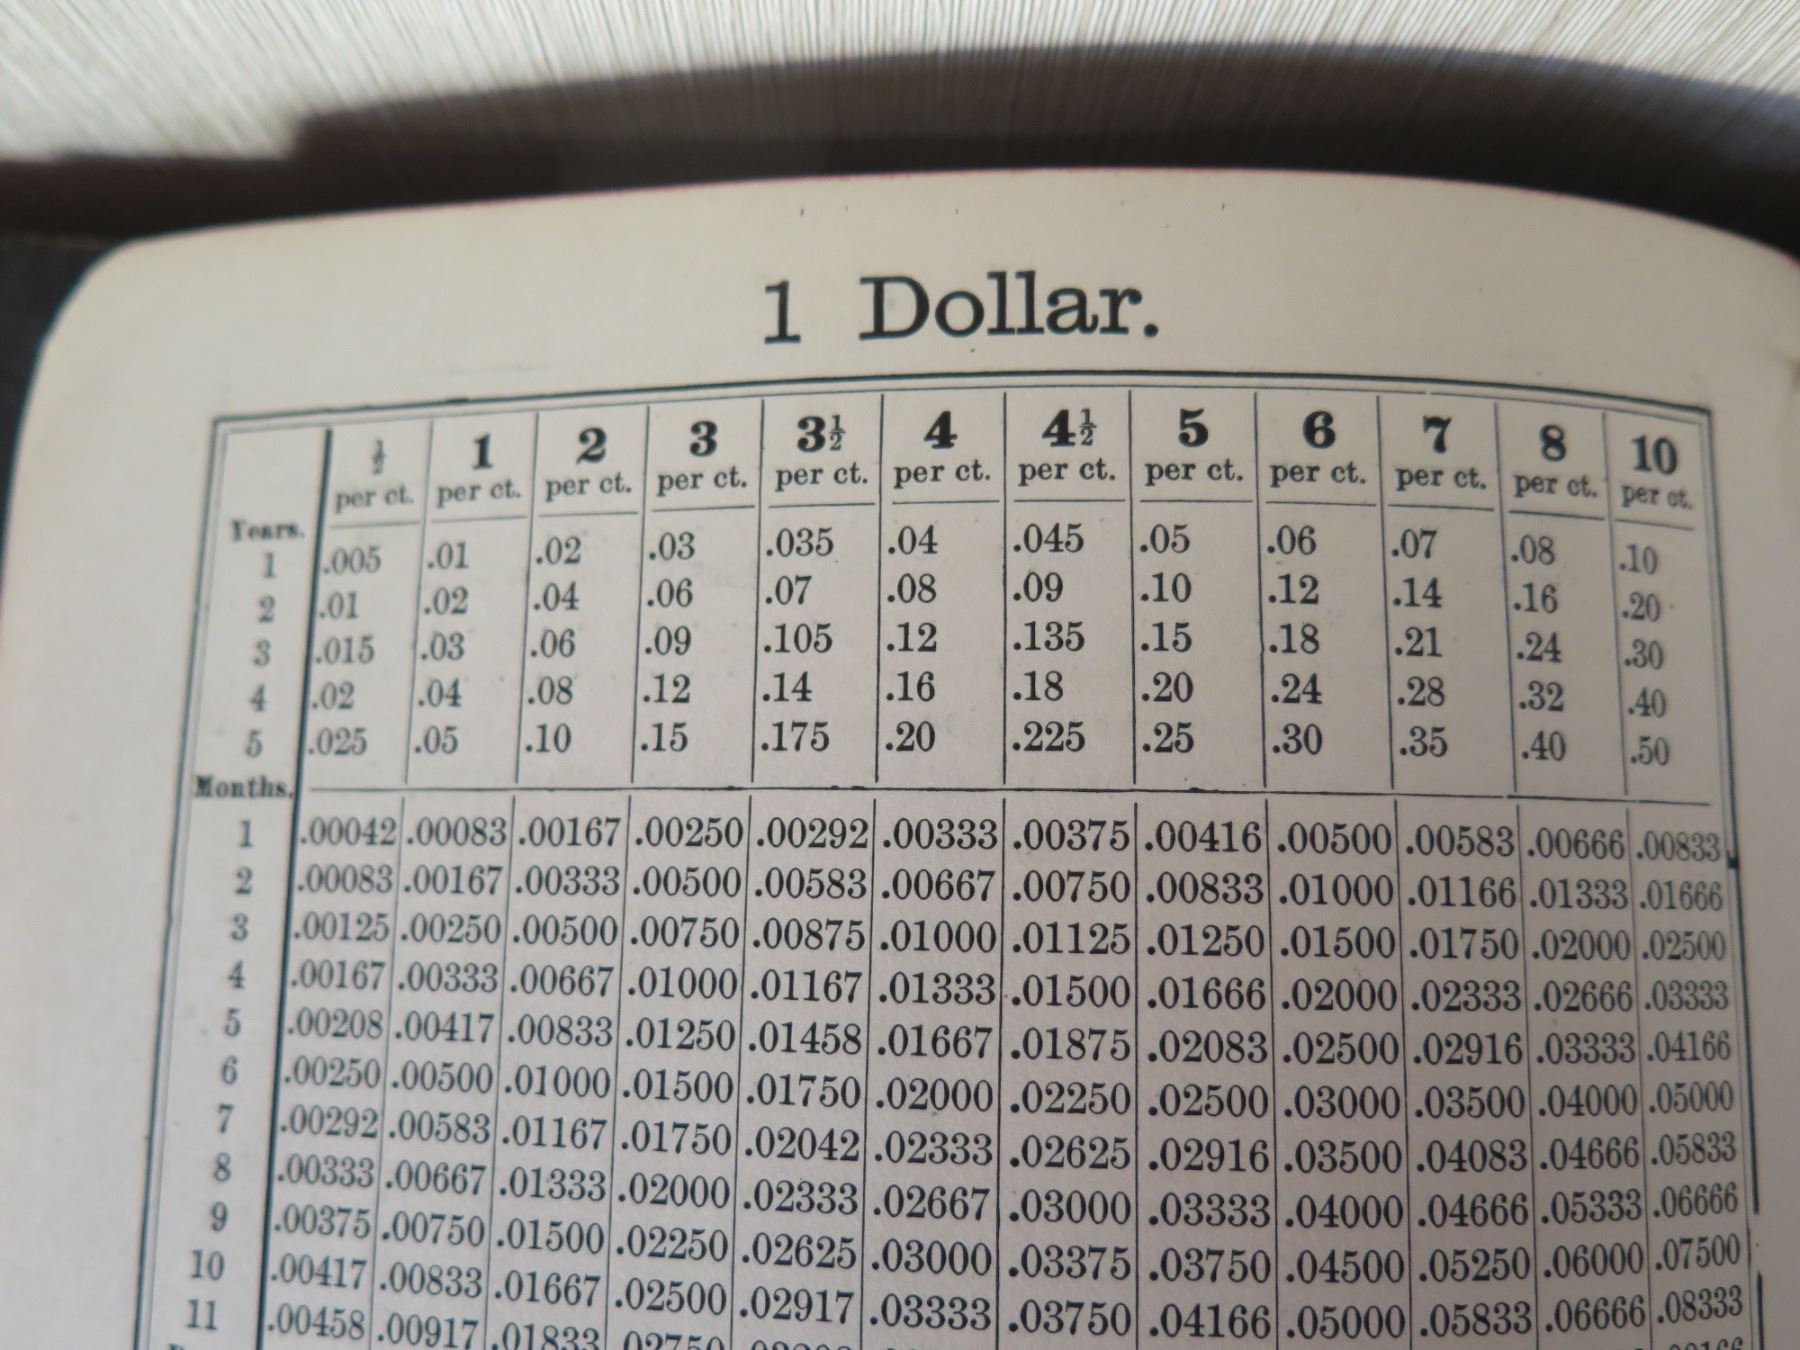 1 Dollar.
½ 1 2 3 3½ 4 4½ 5 6 7 8 10
per ct. per ct. per ct. per ct. per ct. per ct. per ct. per ct. per ct. per ct. per ct. per ct.
Years.
1 .005 .01 .02 .03 .035 .04 .045 .05 .06 .07 .08 .10
2 .01 .02 .04 .06 .07 .08 .09 .10 .12 .14 .16 .20
3 .015 .03 .06 .09 .105 .12 .135 .15 .18 .21 .24 .30
4 .02 .04 .08 .12 .14 .16 .18 .20 .24 .28 .32 .40
5 .025 .05 .10 .15 .175 .20 .225 .25 .30 .35 .40 .50
Months.
1 .00042 .00083 .00167 .00250 .00292 .00333 .00375 .00416 .00500 .00583 .00666 .00833
2 .00083 .00167 .00333 .00500 .00583 .00667 .00750 .00833 .01000 .01166 .01333 .01666
3 .00125 .00250 .00500 .00750 .00875 .01000 .01125 .01250 .01500 .01750 .02000 .02500
4 .00167 .00333 .00667 .01000 .01167 .01333 .01500 .01666 .02000 .02333 .02666 .03333
5 .00208 .00417 .00833 .01250 .01458 .01667 .01875 .02083 .02500 .02916 .03333 .04166
6 .00250 .00500 .01000 .01500 .01750 .02000 .02250 .02500 .03000 .03500 .04000 .05000
7 .00292 .00583 .01167 .01750 .02042 .02333 .02625 .02916 .03500 .04083 .04666 .05833
8 .00333 .00667 .01333 .02000 .02333 .02667 .03000 .03333 .04000 .04666 .05333 .06666
9 .00375 .00750 .01500 .02250 .02625 .03000 .03375 .03750 .04500 .05250 .06000 .07500
10 .00417 .00833 .01667 .02500 .02917 .03333 .03750 .04166 .05000 .05833 .06666 .08333
11 .00458 .00917 .01833 .02750